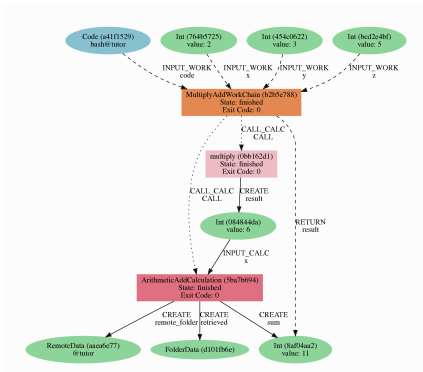 Code (a41f1529)
bash@tutor
Int (764b5725)
value: 2
Int (454c0622)
value: 3
Int (bcd2e4bf)
value: 5
INPUT_WORK
code
INPUT_WORK
x
INPUT_WORK
y
INPUT_WORK
z
MultiplyAddWorkChain (b2b5e788)
State: finished
Exit Code: 0
CALL_CALC
CALL
multiply (0bb162d1)
State: finished
Exit Code: 0
CALL_CALC
CALL
CREATE
result
RETURN
result
Int (084844da)
value: 6
INPUT_CALC
x
ArithmeticAddCalculation (5ba7b694)
State: finished
Exit Code: 0
CREATE
remote_folder
CREATE
retrieved
CREATE
sum
RemoteData (aaea6e77)
@tutor
FolderData (d101fb6e)
Int (8af04aa2)
value: 11